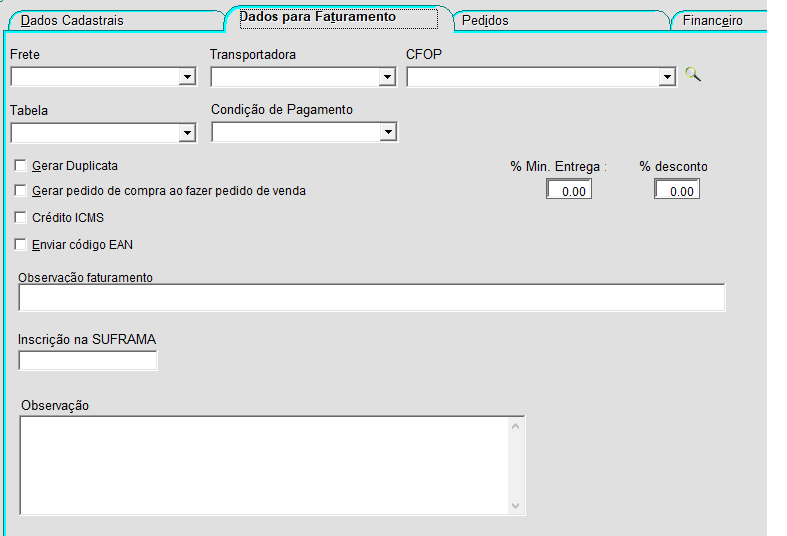 Dados Cadastrais
Dados para Faturamento
Pedidos
Financeiro
Frete
Transportadora
CFOP
Tabela
Condição de Pagamento
Gerar Duplicata
% Min. Entrega :
% desconto
Gerar pedido de compra ao fazer pedido de venda
0.00
0.00
Crédito ICMS
Enviar código EAN
Observação faturamento
Inscrição na SUFRAMA
Observação